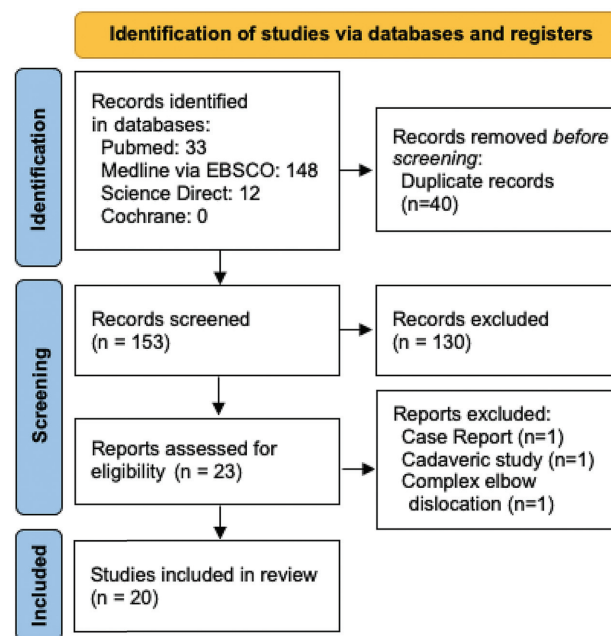 Identification of studies via databases and registers
Identification
Records identified
in databases:
Pubmed: 33
Medline via EBSCO: 148
Science Direct: 12
Cochrane: 0
Records removed before
screening:
Duplicate records
(n=40)
Screening
Records screened
(n = 153)
Records excluded
(n = 130)
Reports assessed for
eligibility (n = 23)
Reports excluded:
Case Report (n=1)
Cadaveric study (n=1)
Complex elbow
dislocation (n=1)
Included
Studies included in review
(n = 20)